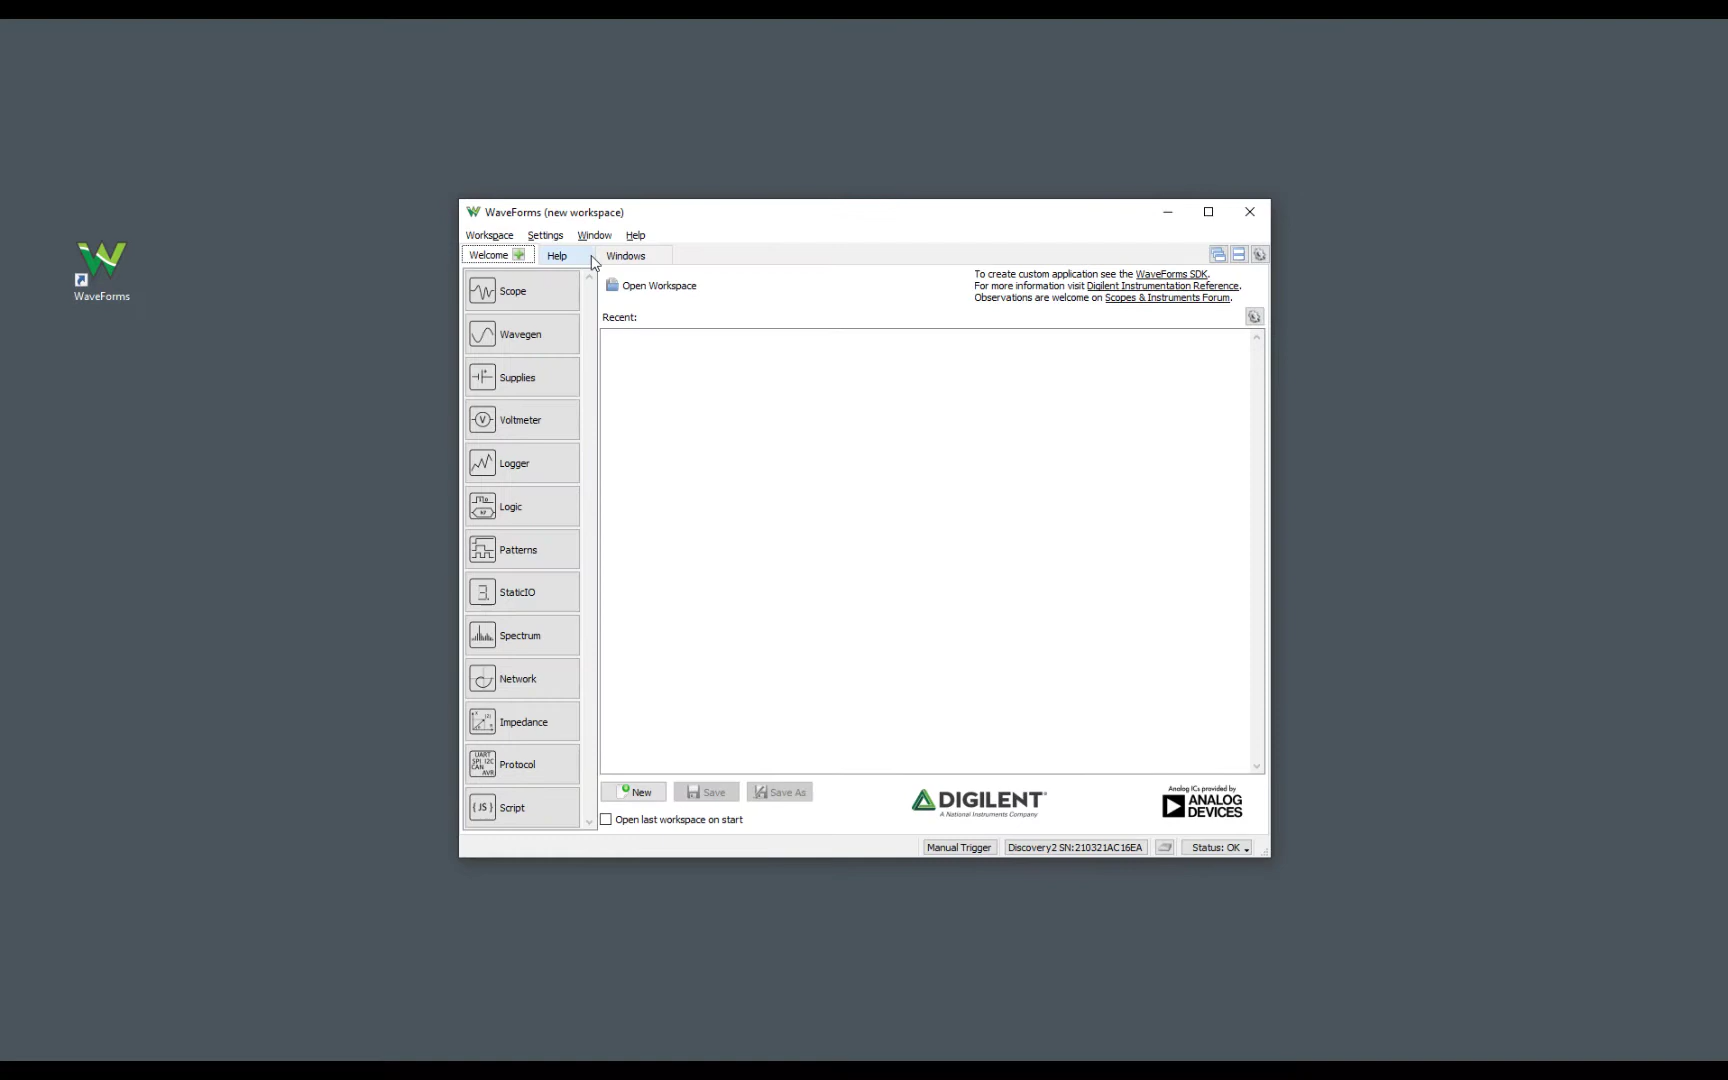 WaveForms
WaveForms (new workspace)
Workspace Settings Window Help
Welcome Help Windows
Scope
Wavegen
Supplies
Voltmeter
Logger
Logic
Patterns
StaticIO
Spectrum
Network
Impedance
Protocol
Script
Open Workspace
To create custom application see the WaveForms SDK.
For more information visit Digilent Instrumentation Reference.
Observations are welcome on Scopes & Instruments Forum.
Recent:
New Save Save As
Open last workspace on start
DIGILENT
A National Instruments Company
Analog ICs provided by
ANALOG
DEVICES
Manual Trigger Discovery2 SN:210321AC16EA Status: OK